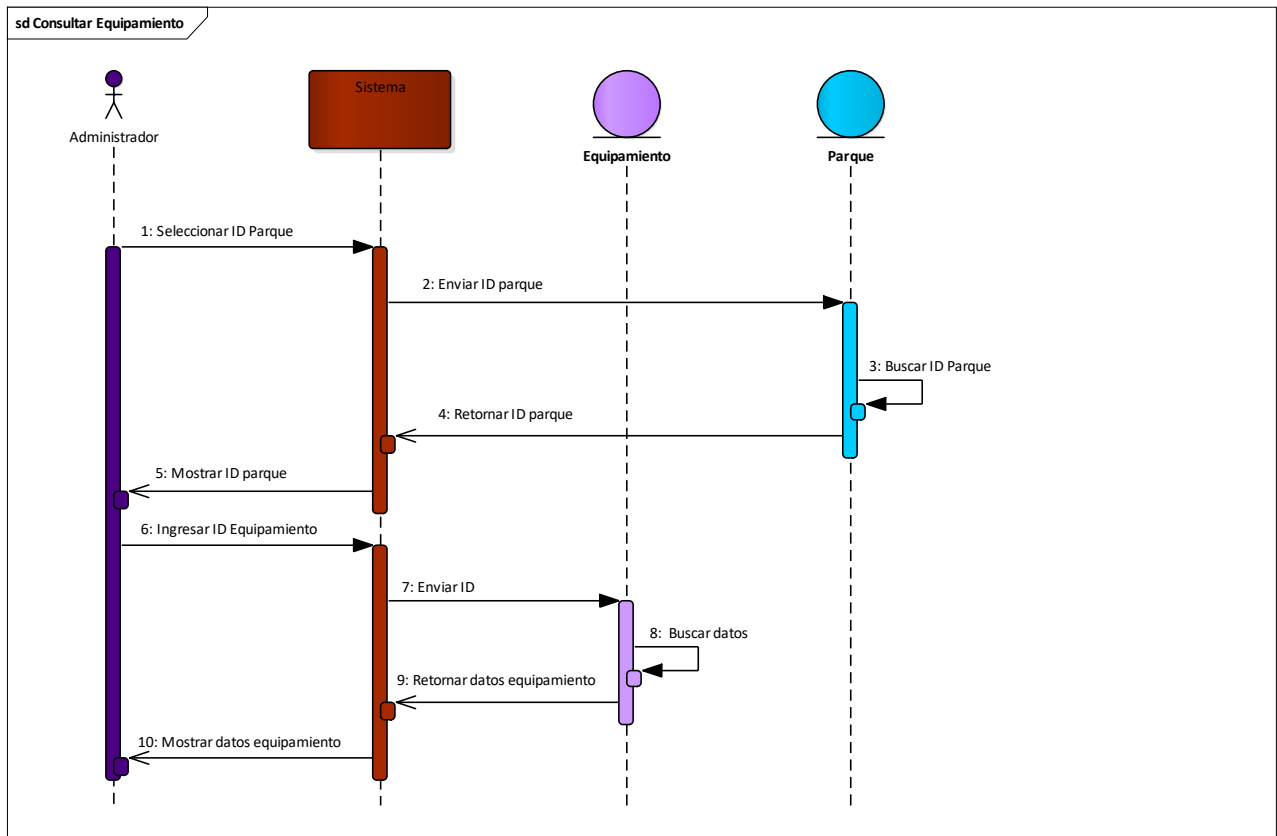 sd Consultar Equipamiento
Sistema
Administrador
Equipamiento
Parque
1: Seleccionar ID Parque
2: Enviar ID parque
3: Buscar ID Parque
4: Retornar ID parque
5: Mostrar ID parque
6: Ingresar ID Equipamiento
7: Enviar ID
8: Buscar datos
9: Retornar datos equipamiento
10: Mostrar datos equipamiento